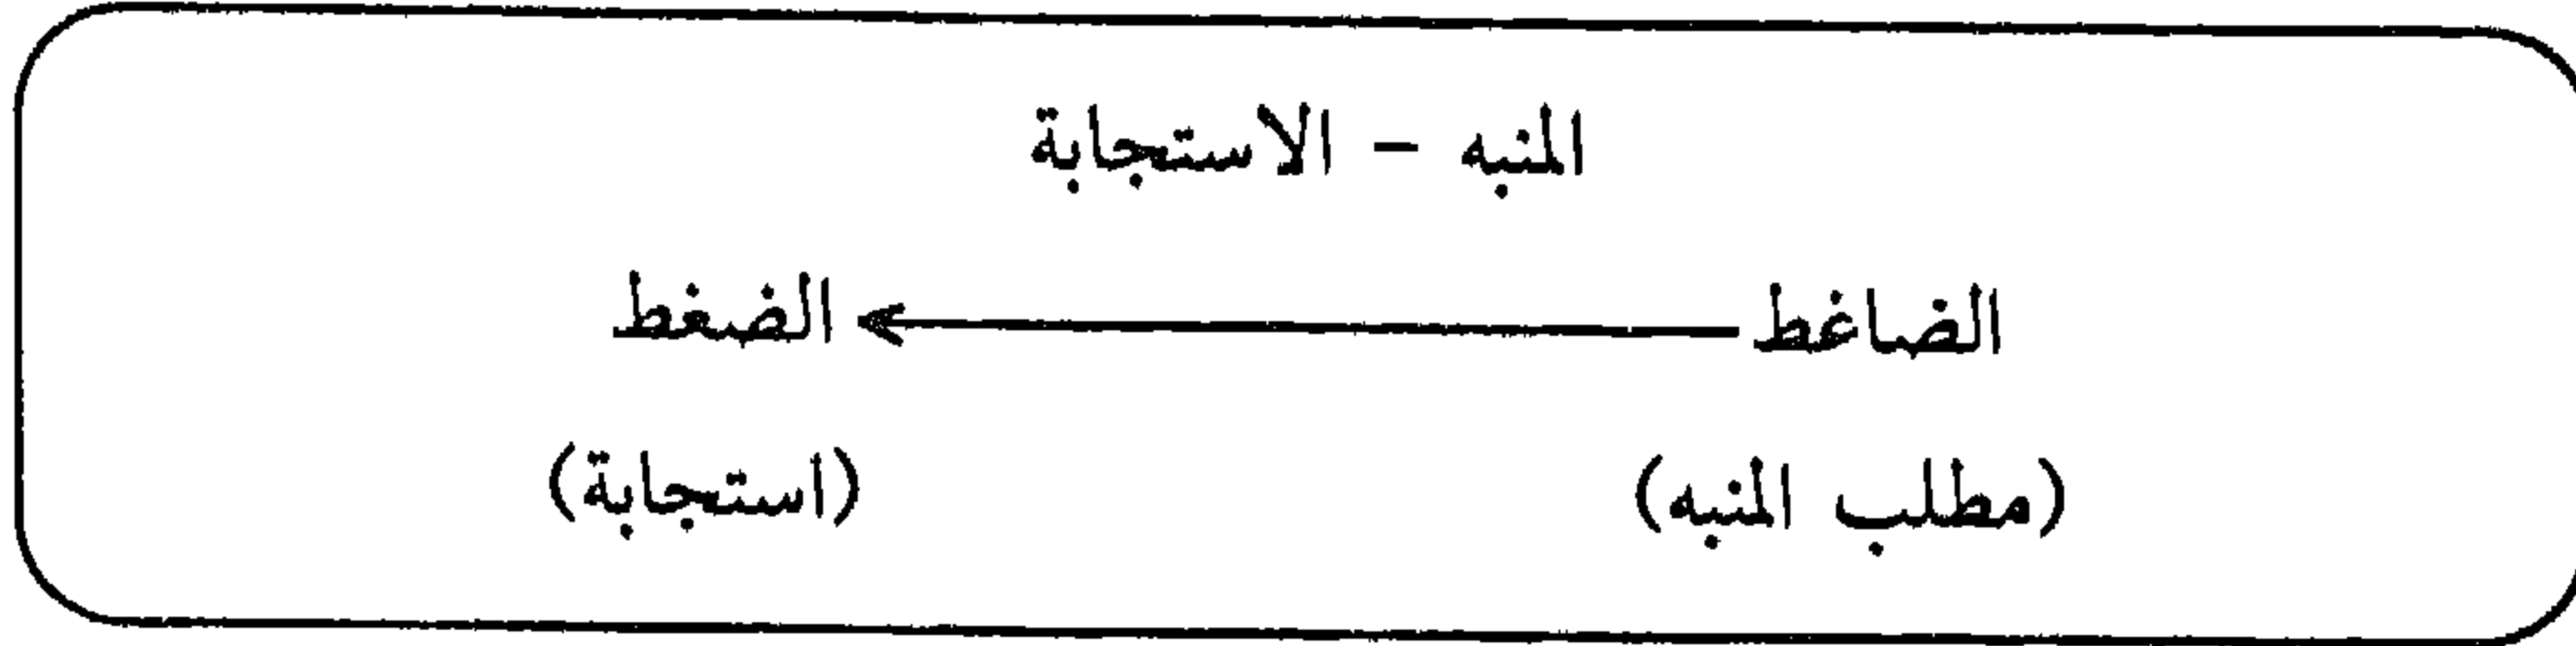 المنبه - الاستجابة
الضاغط الضغط
(مطلب المنبه) (استجابة)